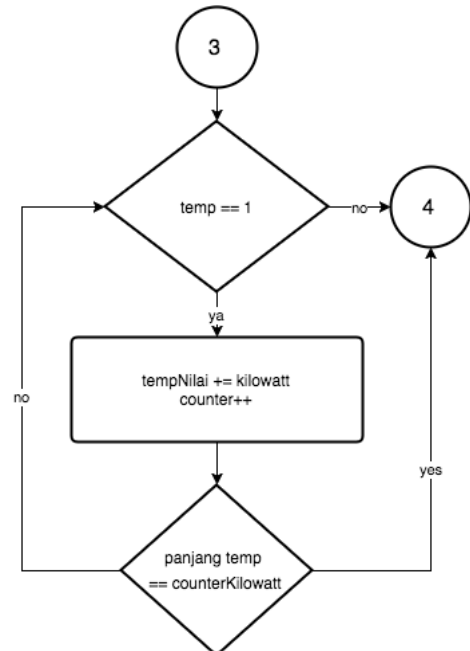 3
temp == 1
no
4
ya
tempNilai += kilowatt
counter++
no
yes
panjang temp
== counterKilowatt